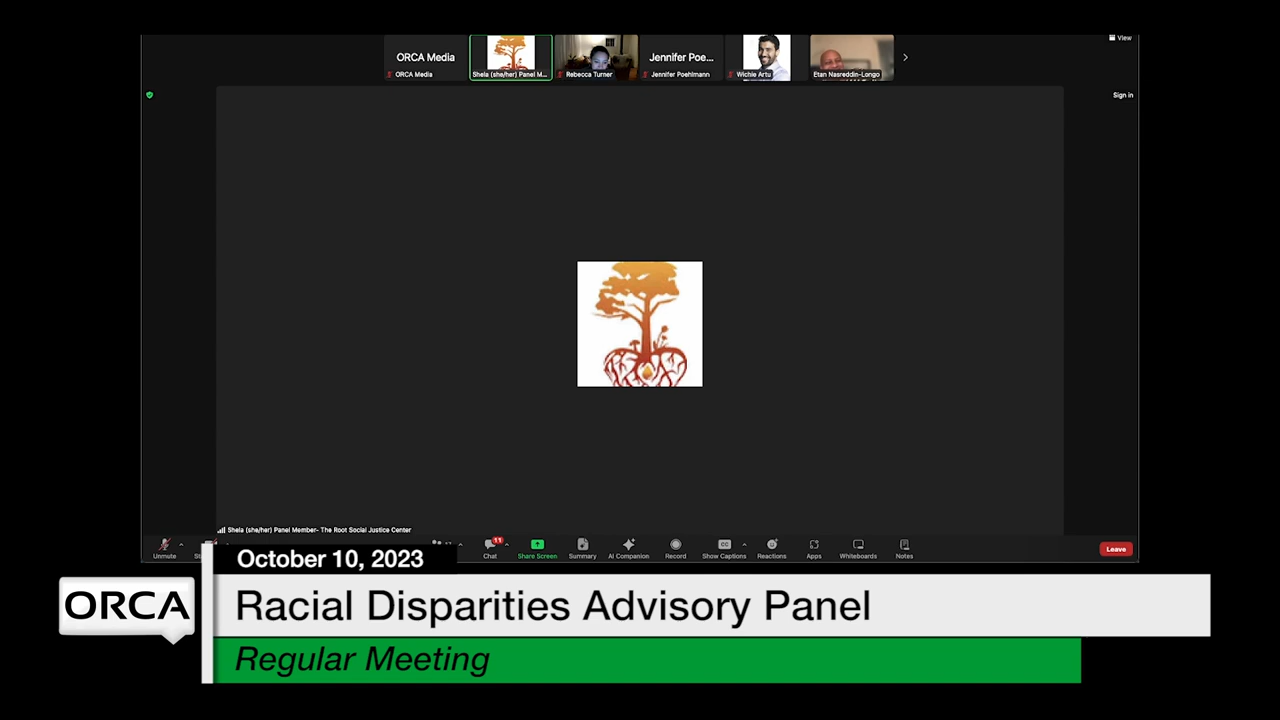 View
ORCA Media
ORCA Media
Shela (she/her) Panel M...
Rebecca Turner
Jennifer Poe...
Jennifer Poehlmann
Wichie Artu
Etan Nasreddin-Longo
Sign in
Shela (she/her) Panel Member- The Root Social Justice Center
Unmute
Chat
11
Share Screen
Summary
AI Companion
Record
CC
Show Captions
Reactions
Apps
Whiteboards
Notes
Leave
October 10, 2023
ORCA
Racial Disparities Advisory Panel
Regular Meeting